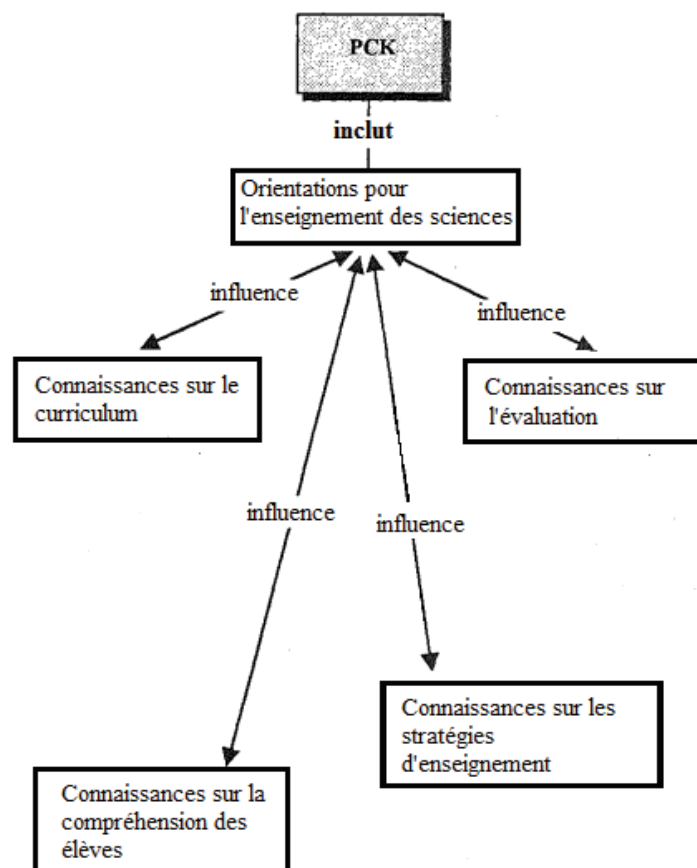 PCK
inclut
Orientations pour
l'enseignement des sciences
influence
influence
Connaissances sur le
curriculum
Connaissances sur
l'évaluation
influence
influence
Connaissances sur les
stratégies
d'enseignement
Connaissances sur la
compréhension des
élèves